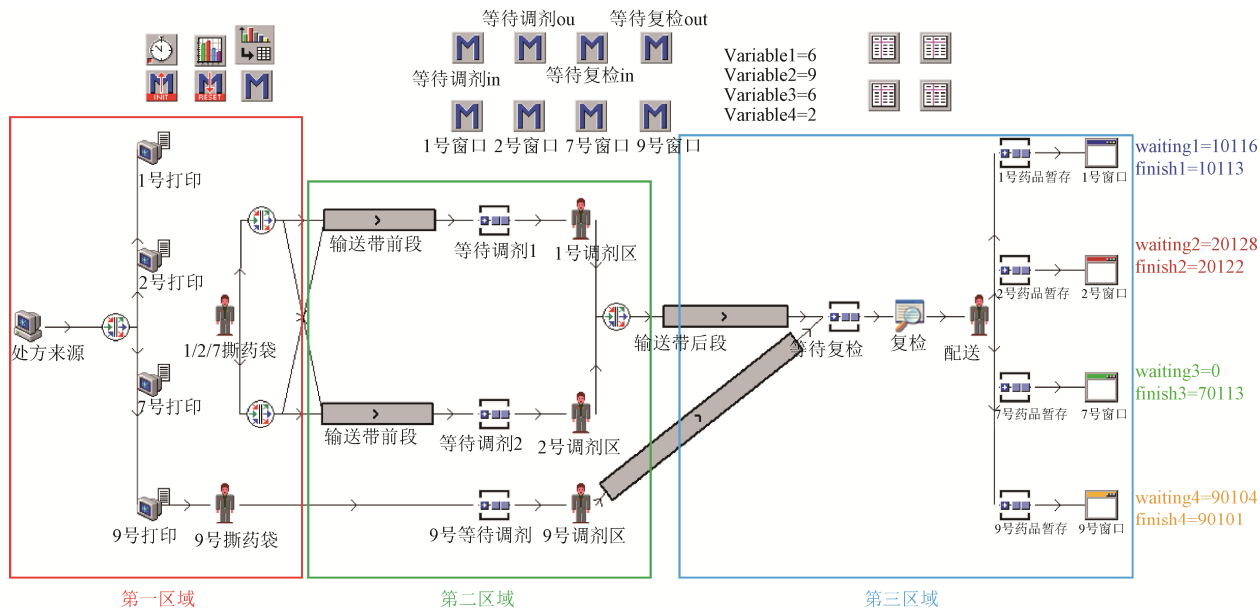 等待调剂ou
等待复检out
等待调剂in
等待复检in
Variable1=6
Variable2=9
Variable3=6
Variable4=2
INIT
RESET
1号窗口
2号窗口
7号窗口
9号窗口
1号打印
2号打印
处方来源
7号打印
9号打印
1/2/7撕药袋
9号撕药袋
第一区域
输送带前段
等待调剂1
1号调剂区
输送带前段
等待调剂2
2号调剂区
9号等待调剂
9号调剂区
第二区域
输送带后段
等待复检
复检
配送
1号药品暂存
1号窗口
2号药品暂存
2号窗口
7号药品暂存
7号窗口
9号药品暂存
9号窗口
第三区域
waiting1=10116
finish1=10113
waiting2=20128
finish2=20122
waiting3=0
finish3=70113
waiting4=90104
finish4=90101